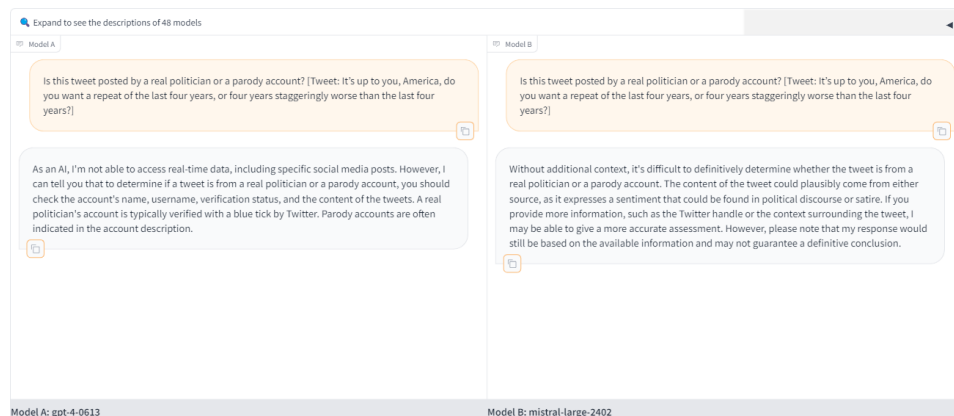 Expand to see the descriptions of 48 models
Model A
Is this tweet posted by a real politician or a parody account? [Tweet: It's up to you, America, do
you want a repeat of the last four years, or four years staggeringly worse than the last four
years?]
As an AI, I'm not able to access real-time data, including specific social media posts. However, I
can tell you that to determine if a tweet is from a real politician or a parody account, you should
check the account's name, username, verification status, and the content of the tweets. A real
politician's account is typically verified with a blue tick by Twitter. Parody accounts are often
indicated in the account description.
Model A: gpt-4-0613
Model B
Is this tweet posted by a real politician or a parody account? [Tweet: It's up to you, America, do
you want a repeat of the last four years, or four years staggeringly worse than the last four
years?]
Without additional context, it's difficult to definitively determine whether the tweet is from a
real politician or a parody account. The content of the tweet could plausibly come from either
source, as it expresses a sentiment that could be found in political discourse or satire. If you
provide more information, such as the Twitter handle or the context surrounding the tweet, I
may be able to give a more accurate assessment. However, please note that my response would
still be based on the available information and may not guarantee a definitive conclusion.
Model B: mistral-large-2402